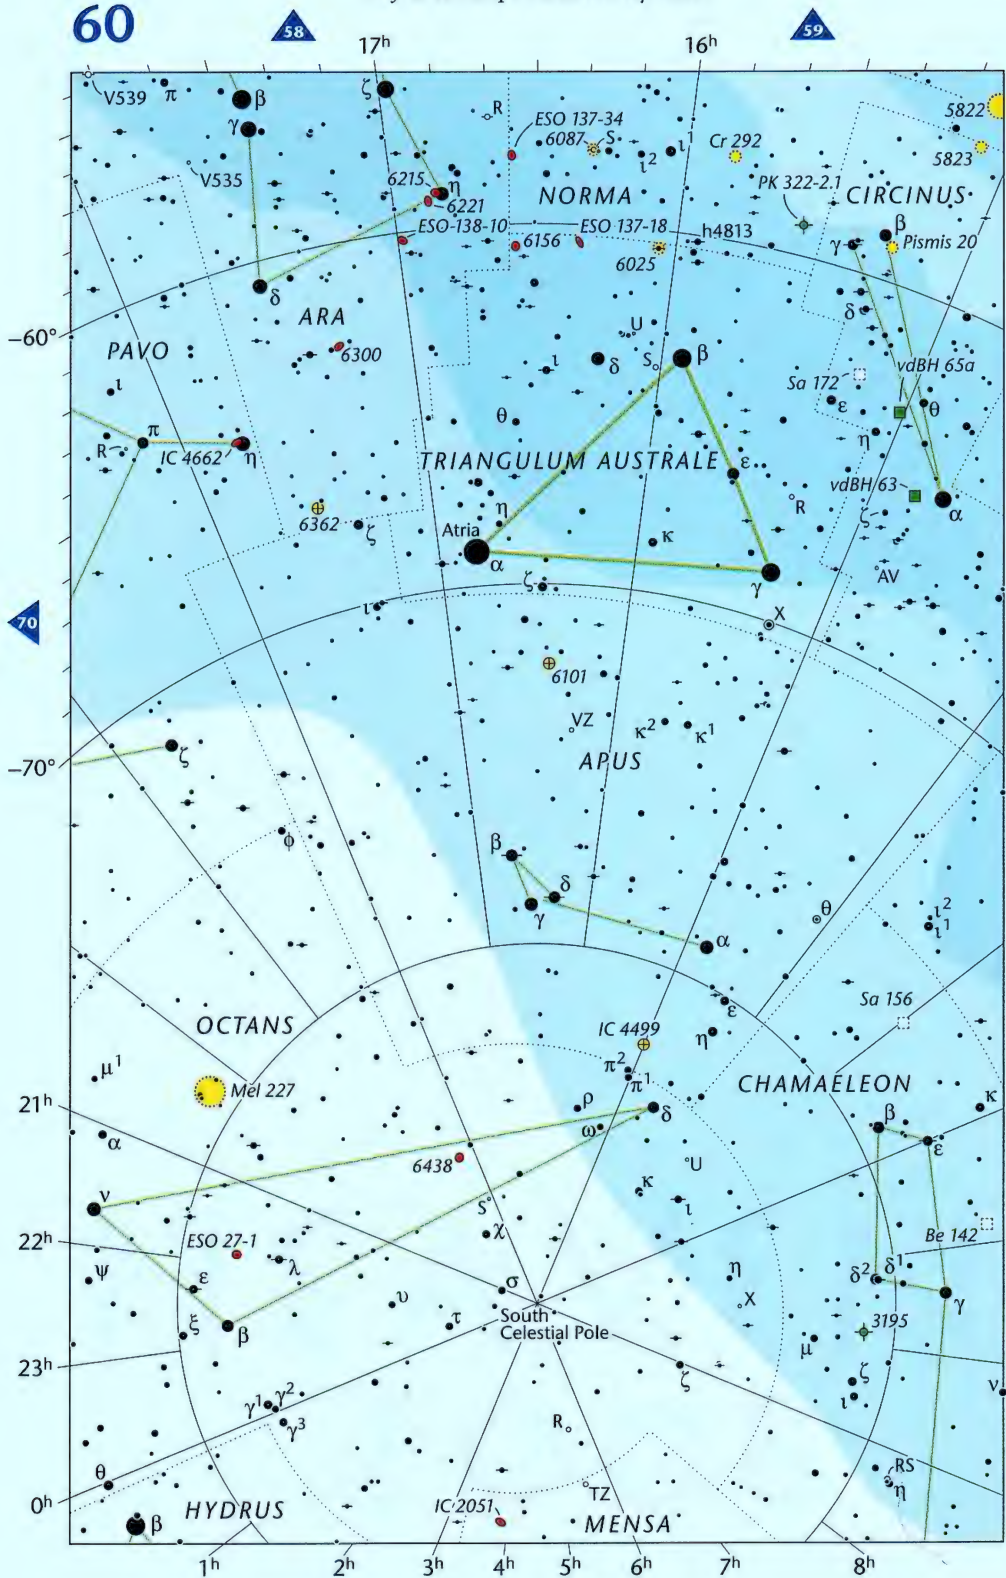 60
58
17h
16h
59
V539
π
β
γ
ζ
R
ESO 137-34
6087
S
ι2
ι1
Cr 292
5822
5823
V535
6215
η
6221
NORMA
PK 322-2.1
CIRCINUS
ESO-138-10
6156
ESO 137-18
6025
h4813
γ
β
Pismis 20
δ
ARA
δ
−60°
PAVO
6300
ι
U
ι
δ
S
β
Sa 172
vdBH 65a
ε
θ
θ
π
R
IC 4662
η
TRIANGULUM AUSTRALE
ε
η
vdBH 63
6362
ζ
η
R
ζ
α
Atria
α
κ
γ
AV
ζ
ι
X
70
6101
VZ
κ2
κ1
ζ
APUS
−70°
φ
β
δ
γ
α
θ
ι2
ι1
OCTANS
ε
Sa 156
IC 4499
η
μ1
Mel 227
π2
π1
CHAMAELEON
21h
ρ
δ
β
κ
α
ω
ε
6438
U
ν
S
κ
ι
ESO 27-1
χ
Be 142
22h
λ
η
δ2
δ1
ψ
ε
σ
γ
υ
X
ξ
β
τ
South
Celestial Pole
3195
μ
23h
ζ
ζ
ν
γ1
γ2
ι
γ3
R
θ
RS
η
0h
TZ
HYDRUS
IC 2051
β
MENSA
1h
2h
3h
4h
5h
6h
7h
8h